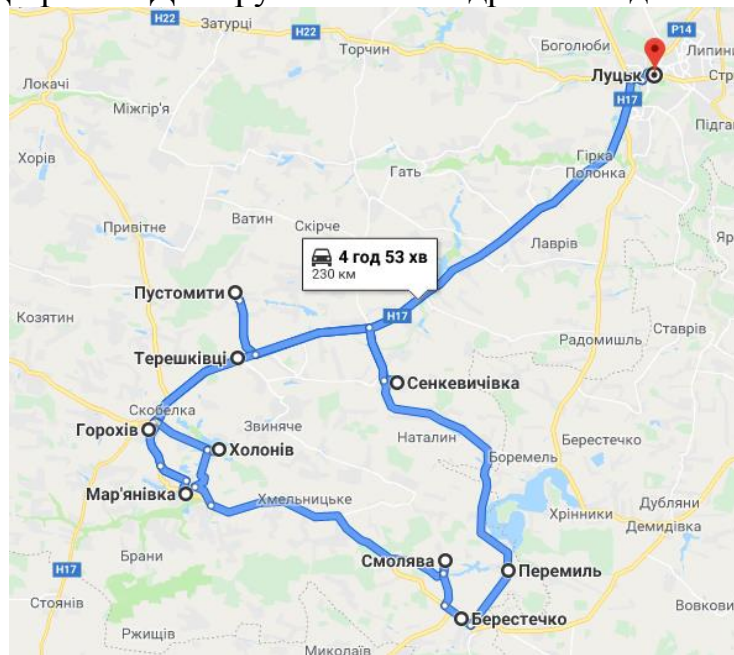 H22
Затурці
H22
Торчин
Боголюби
P14
Липини
Луцьк
Локачі
Міжгір'я
H17
Гірка
Полонка
Хорів
Гать
Привітне
Ватин
Скірче
Лаврів
4 год 53 хв
230 км
Пустомити
Козятин
H17
Терешківці
Радомишль
Ставрів
Сенкевичівка
Скобелка
Горохів
Звиняче
Холонів
Наталин
Берестечко
Боремель
Мар'янівка
Хмельницьке
Хрінники
Дубляни
Демидівка
Брани
H17
Смолява
Перемиль
Стоянів
Берестечко
Ржищів
Миколаїв